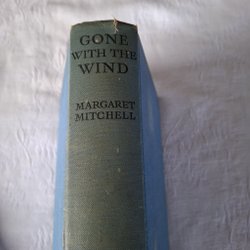 GONE
WITH THE
WIND
MARGARET
MITCHELL